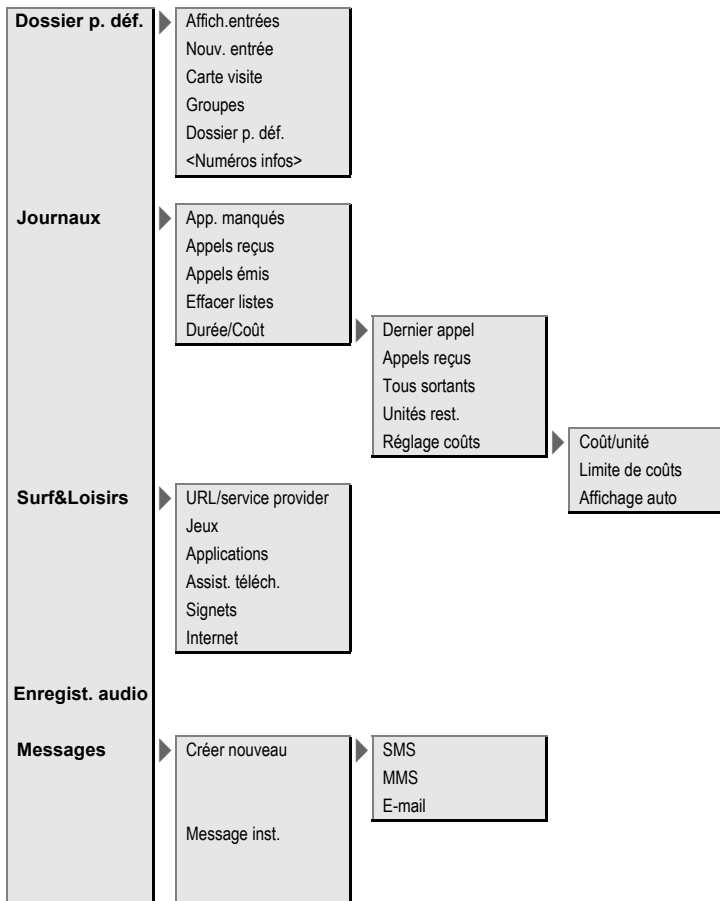 Dossier p. déf.
Affich.entrées
Nouv. entrée
Carte visite
Groupes
Dossier p. déf.
<Numéros infos>
Journaux
App. manqués
Appels reçus
Appels émis
Effacer listes
Durée/Coût
Dernier appel
Appels reçus
Tous sortants
Unités rest.
Réglage coûts
Coût/unité
Limite de coûts
Affichage auto
Surf&Loisirs
URL/service provider
Jeux
Applications
Assist. téléch.
Signets
Internet
Enregist. audio
Messages
Créer nouveau
SMS
MMS
E-mail
Message inst.